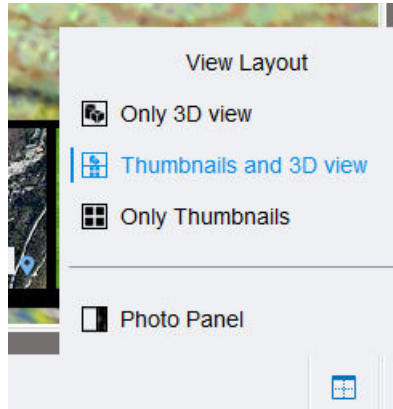 View Layout
Only 3D view
Thumbnails and 3D view
Only Thumbnails
Photo Panel